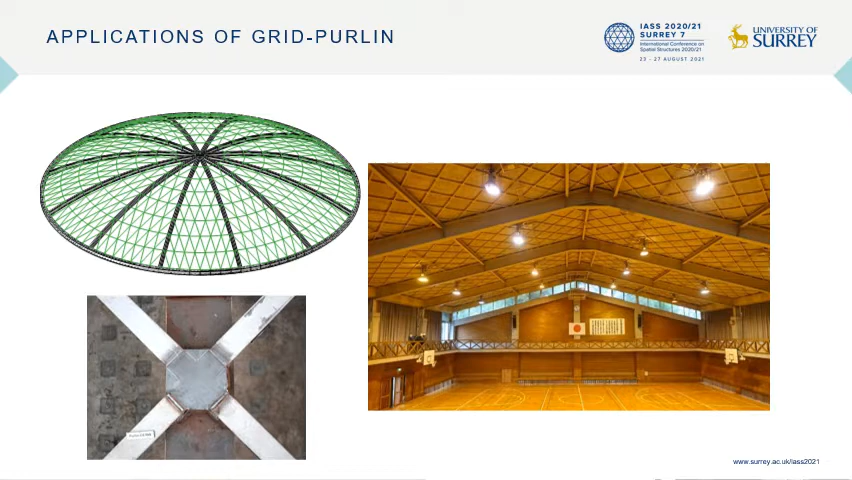 APPLICATIONS OF GRID-PURLIN
IASS 2020/21
SURREY 7
International Conference on
Spatial Structures 2020/21
23 - 27 AUGUST 2021
UNIVERSITY OF
SURREY
www.surrey.ac.uk/iass2021